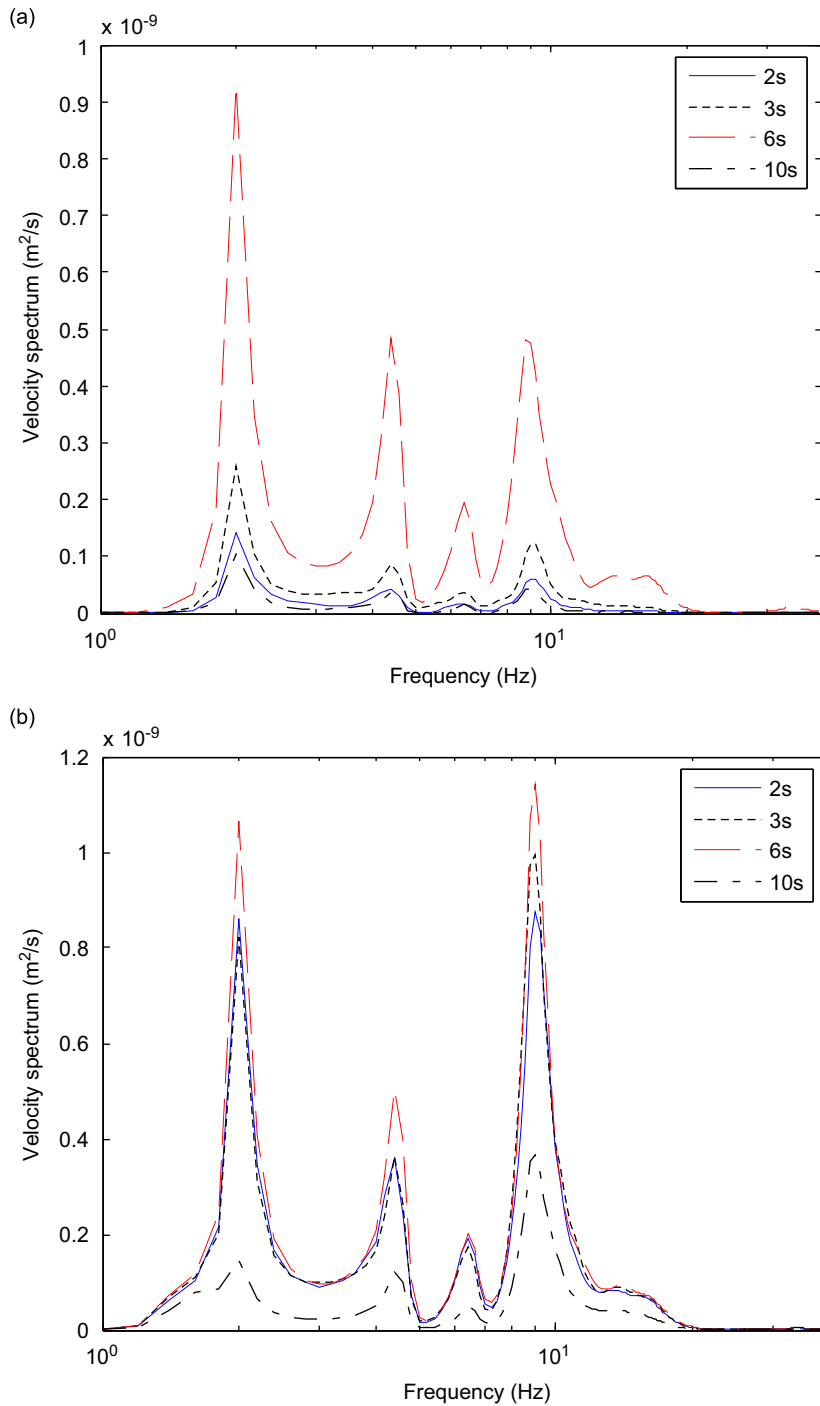 (a)
x 10⁻⁹
1
0.9
0.8
0.7
0.6
0.5
0.4
0.3
0.2
0.1
0
Velocity spectrum (m²/s)
2s
3s
6s
10s
10⁰
10¹
Frequency (Hz)
(b)
x 10⁻⁹
1.2
1
0.8
0.6
0.4
0.2
0
Velocity spectrum (m²/s)
2s
3s
6s
10s
10⁰
10¹
Frequency (Hz)